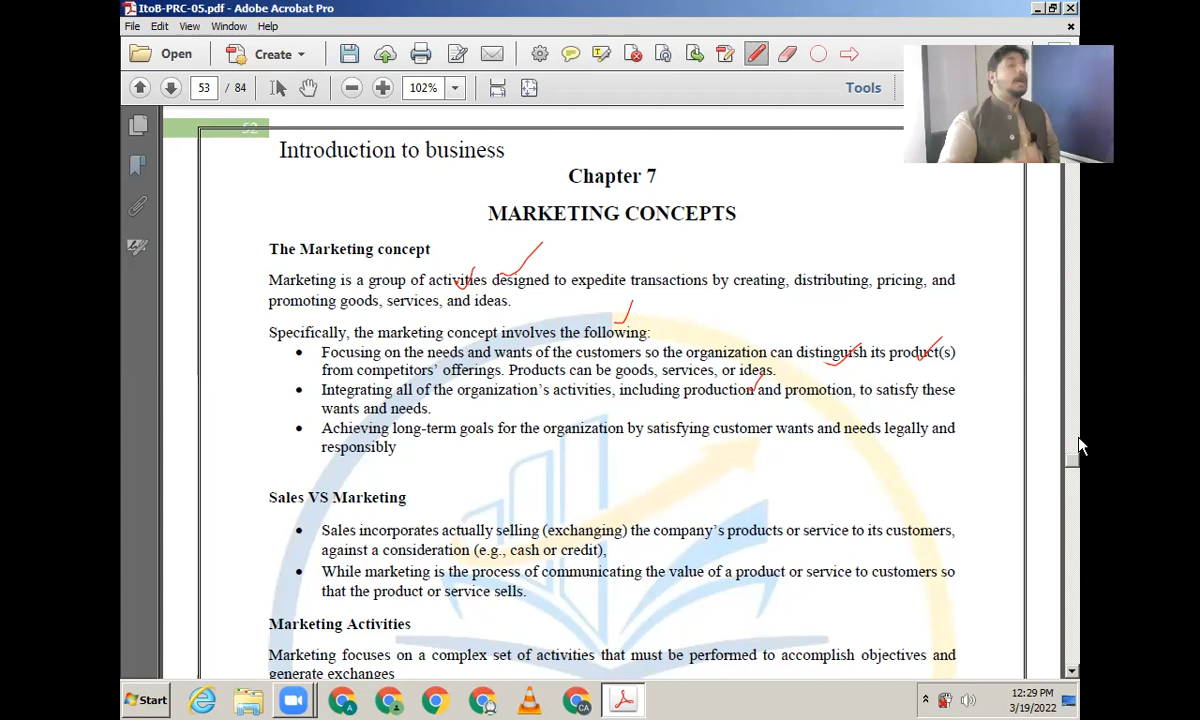 ItoB-PRC-05.pdf - Adobe Acrobat Pro
File Edit View Window Help
Open Create
53 / 84 102% Tools
52
Introduction to business
Chapter 7
MARKETING CONCEPTS
The Marketing concept
Marketing is a group of activities designed to expedite transactions by creating, distributing, pricing, and
promoting goods, services, and ideas.
Specifically, the marketing concept involves the following:
• Focusing on the needs and wants of the customers so the organization can distinguish its product(s)
from competitors’ offerings. Products can be goods, services, or ideas.
• Integrating all of the organization’s activities, including production and promotion, to satisfy these
wants and needs.
• Achieving long-term goals for the organization by satisfying customer wants and needs legally and
responsibly
Sales VS Marketing
• Sales incorporates actually selling (exchanging) the company’s products or service to its customers,
against a consideration (e.g., cash or credit),
• While marketing is the process of communicating the value of a product or service to customers so
that the product or service sells.
Marketing Activities
Marketing focuses on a complex set of activities that must be performed to accomplish objectives and
generate exchanges
Start
12:29 PM
3/19/2022